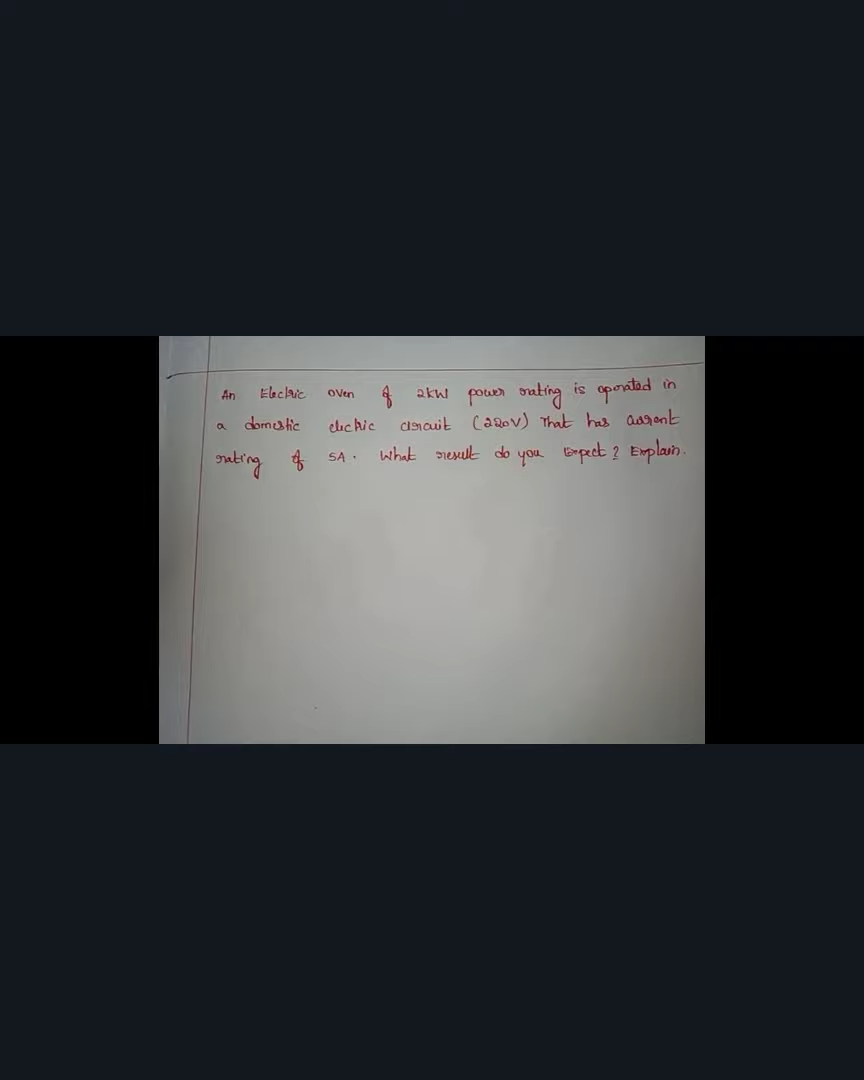 An Electric oven of 2kW power rating is operated in
a domestic electric circuit (220V) That has current
rating of 5A. What result do you Expect? Explain.